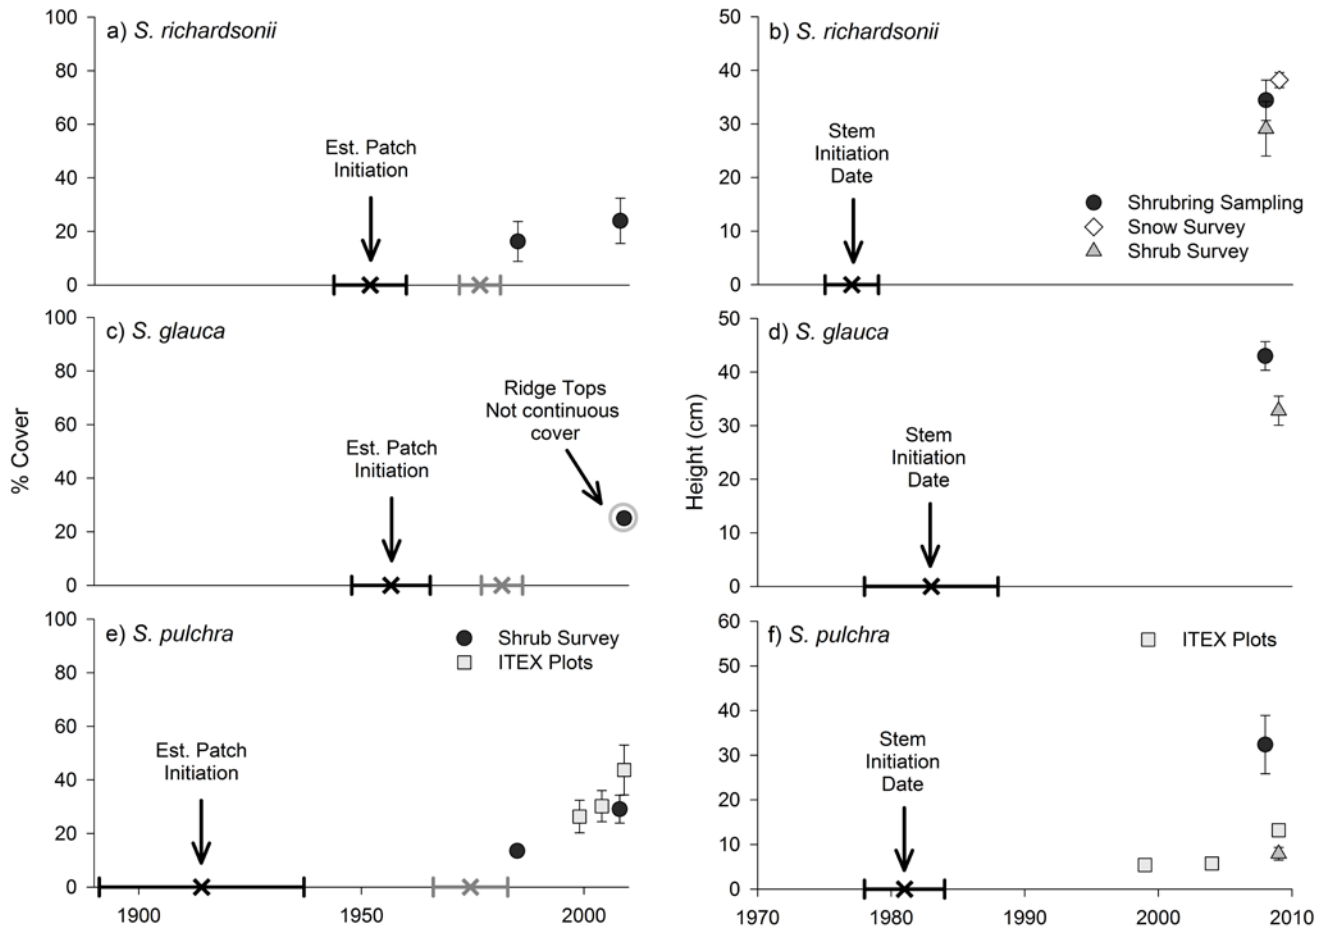 a) S. richardsonii
100
80
60
40
20
0
Est. Patch
Initiation
b) S. richardsonii
50
40
30
20
10
0
Stem
Initiation
Date
Shrubring Sampling
Snow Survey
Shrub Survey
% Cover
c) S. glauca
100
80
60
40
20
0
Est. Patch
Initiation
Ridge Tops
Not continuous
cover
Height (cm)
d) S. glauca
50
40
30
20
10
0
Stem
Initiation
Date
e) S. pulchra
100
80
60
40
20
0
Shrub Survey
ITEX Plots
Est. Patch
Initiation
1900
1950
2000
f) S. pulchra
60
50
40
30
20
10
0
ITEX Plots
Stem
Initiation
Date
1970
1980
1990
2000
2010